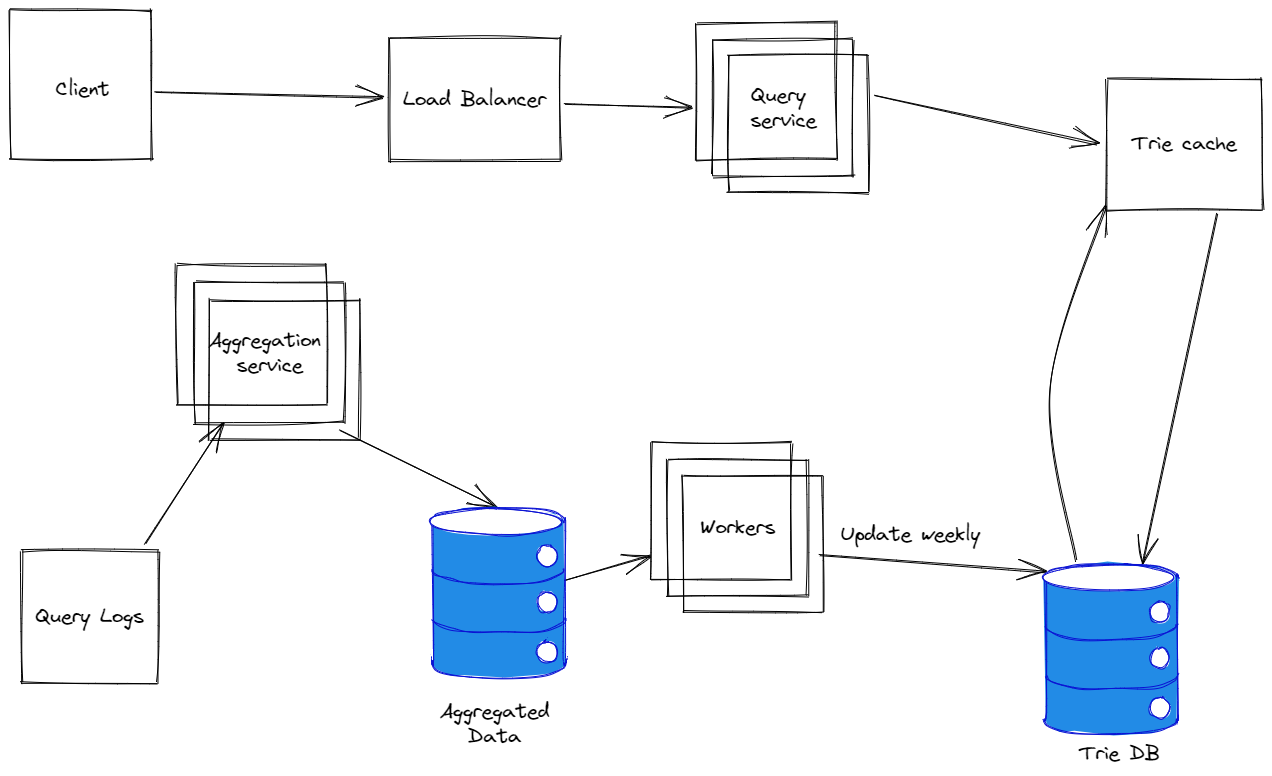 Client
Load Balancer
Query
service
Trie cache
Aggregation
service
Query Logs
Workers
Update weekly
Aggregated
Data
Trie DB